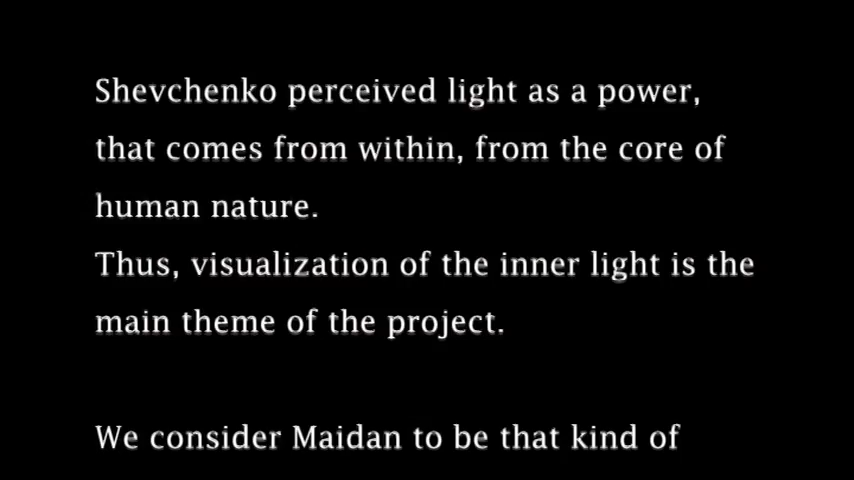 Shevchenko perceived light as a power,
that comes from within, from the core of
human nature.
Thus, visualization of the inner light is the
main theme of the project.
We consider Maidan to be that kind of